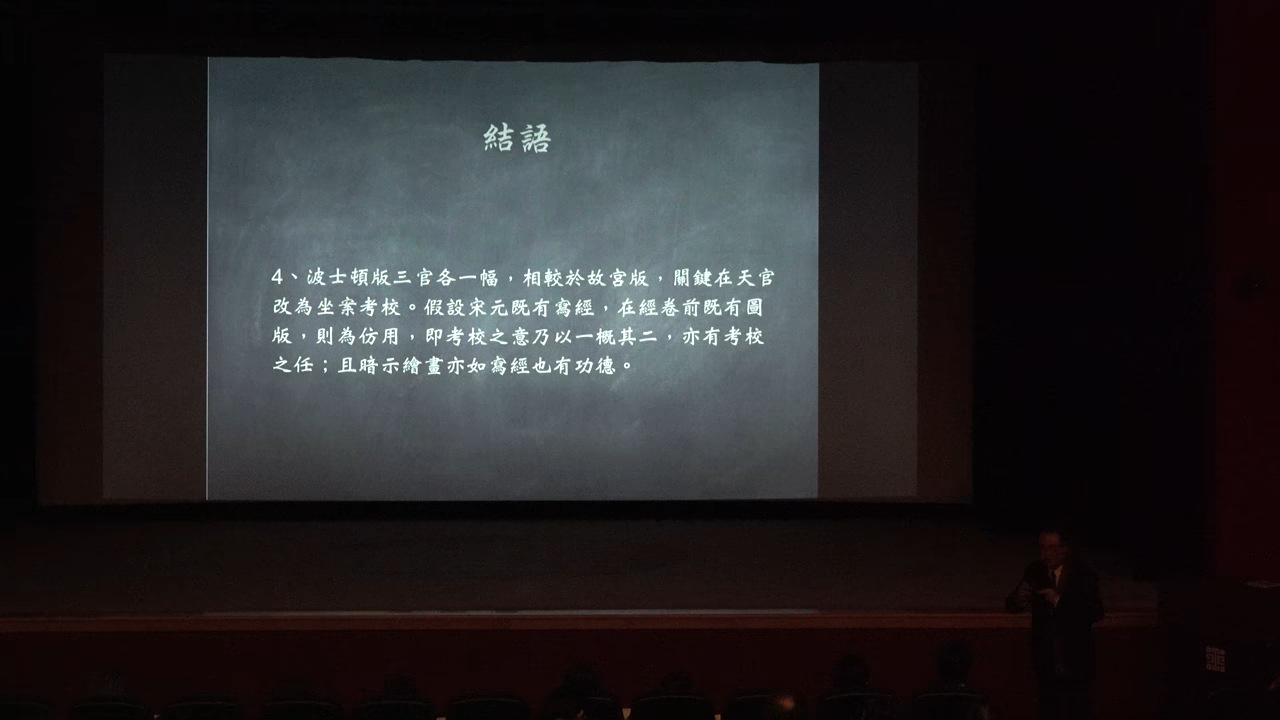 結語
4、波士頓版三官各一幅，相較於故宮版，關鍵在天官
改為坐案考校。假設宋元既有寫經，在經卷前既有圖
版，則為仿用，即考校之意乃以一概其二，亦有考校
之任；且暗示繪畫亦如寫經也有功德。